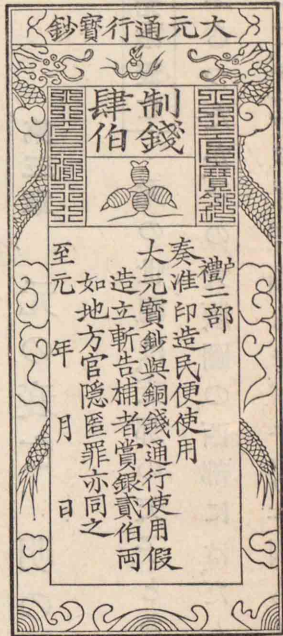 大元通行寶鈔
制錢
肆伯
二部
奏准印造民便使用
大元寶鈔與銅錢通行使用假
造立斬告捕者賞銀貳伯両
如地方官隱匿罪亦同之
至元 年 月 日